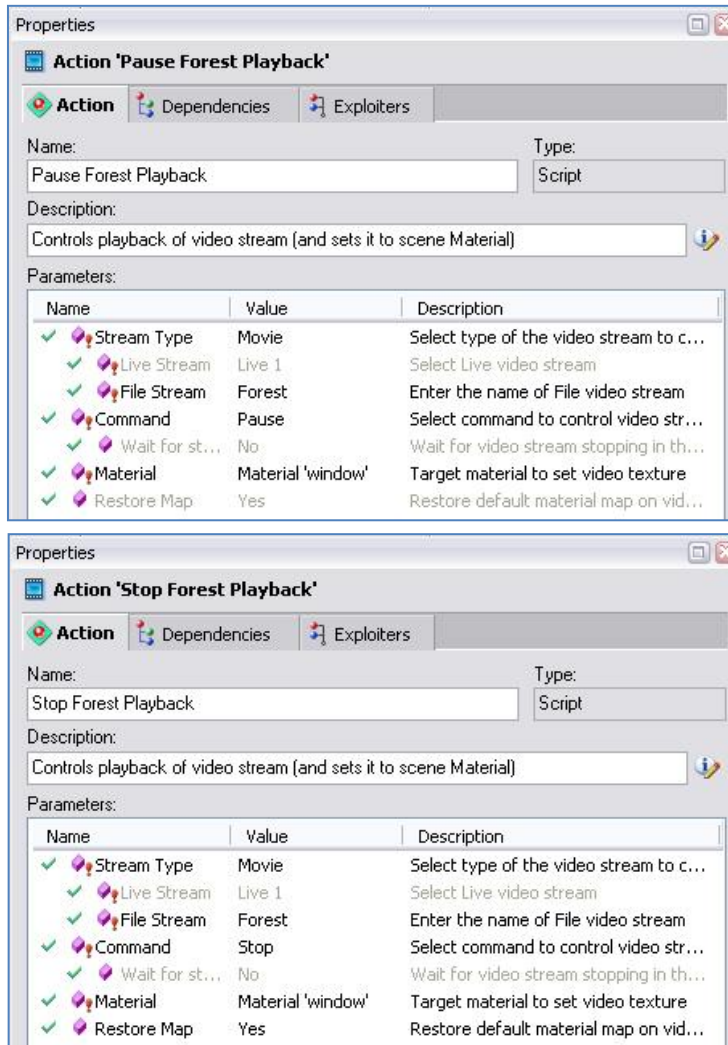 Properties
Action 'Pause Forest Playback'
Action Dependencies Exploiters
Name: Type:
Pause Forest Playback Script
Description:
Controls playback of video stream (and sets it to scene Material)
Parameters:
Name Value Description
Stream Type Movie Select type of the video stream to c...
Live Stream Live 1 Select Live video stream
File Stream Forest Enter the name of File video stream
Command Pause Select command to control video str...
Wait for st... No Wait for video stream stopping in th...
Material Material 'window' Target material to set video texture
Restore Map Yes Restore default material map on vid...
Properties
Action 'Stop Forest Playback'
Action Dependencies Exploiters
Name: Type:
Stop Forest Playback Script
Description:
Controls playback of video stream (and sets it to scene Material)
Parameters:
Name Value Description
Stream Type Movie Select type of the video stream to c...
Live Stream Live 1 Select Live video stream
File Stream Forest Enter the name of File video stream
Command Stop Select command to control video str...
Wait for st... No Wait for video stream stopping in th...
Material Material 'window' Target material to set video texture
Restore Map Yes Restore default material map on vid...